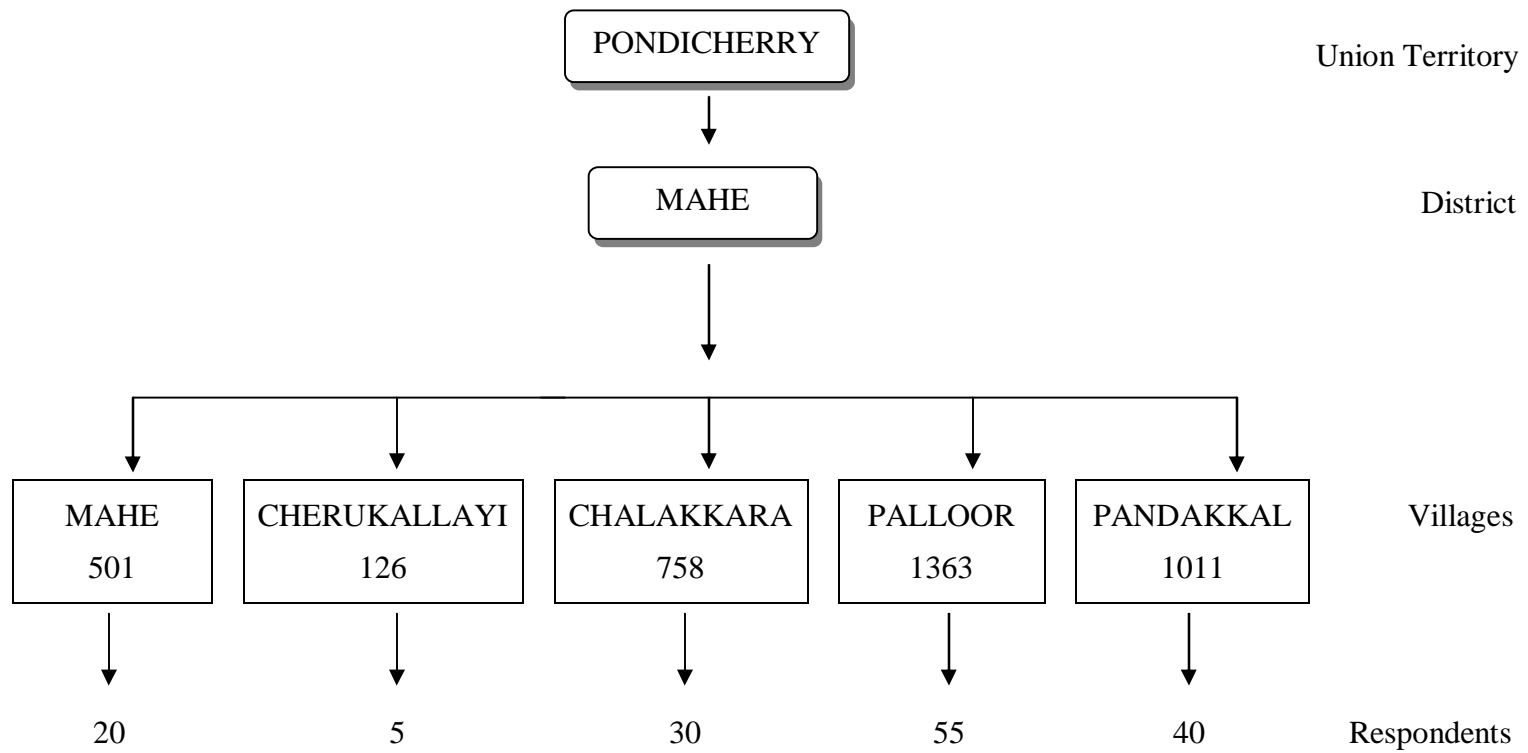 PONDICHERRY
Union Territory
MAHE
District
MAHE
501
CHERUKALLAYI
126
CHALAKKARA
758
PALLOOR
1363
PANDAKKAL
1011
Villages
20
5
30
55
40
Respondents